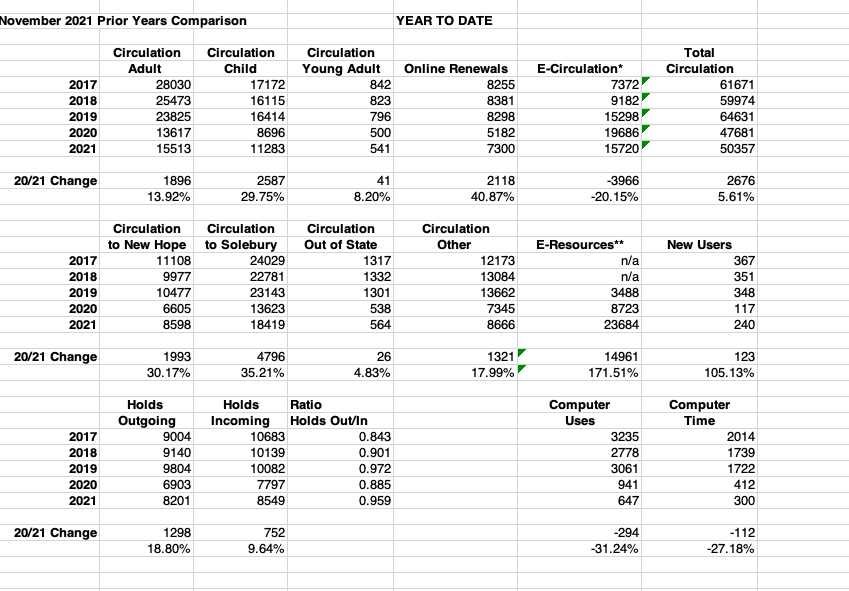 November 2021 Prior Years Comparison YEAR TO DATE
Circulation Circulation Circulation Total
Adult Child Young Adult Online Renewals E-Circulation* Circulation
2017 28030 17172 842 8255 7372 61671
2018 25473 16115 823 8381 9182 59974
2019 23825 16414 796 8298 15298 64631
2020 13617 8696 500 5182 19686 47681
2021 15513 11283 541 7300 15720 50357
20/21 Change 1896 2587 41 2118 -3966 2676
13.92% 29.75% 8.20% 40.87% -20.15% 5.61%
Circulation Circulation Circulation Circulation
to New Hope to Solebury Out of State Other E-Resources** New Users
2017 11108 24029 1317 12173 n/a 367
2018 9977 22781 1332 13084 n/a 351
2019 10477 23143 1301 13662 3488 348
2020 6605 13623 538 7345 8723 117
2021 8598 18419 564 8666 23684 240
20/21 Change 1993 4796 26 1321 14961 123
30.17% 35.21% 4.83% 17.99% 171.51% 105.13%
Holds Holds Ratio Computer Computer
Outgoing Incoming Holds Out/In Uses Time
2017 9004 10683 0.843 3235 2014
2018 9140 10139 0.901 2778 1739
2019 9804 10082 0.972 3061 1722
2020 6903 7797 0.885 941 412
2021 8201 8549 0.959 647 300
20/21 Change 1298 752 -294 -112
18.80% 9.64% -31.24% -27.18%